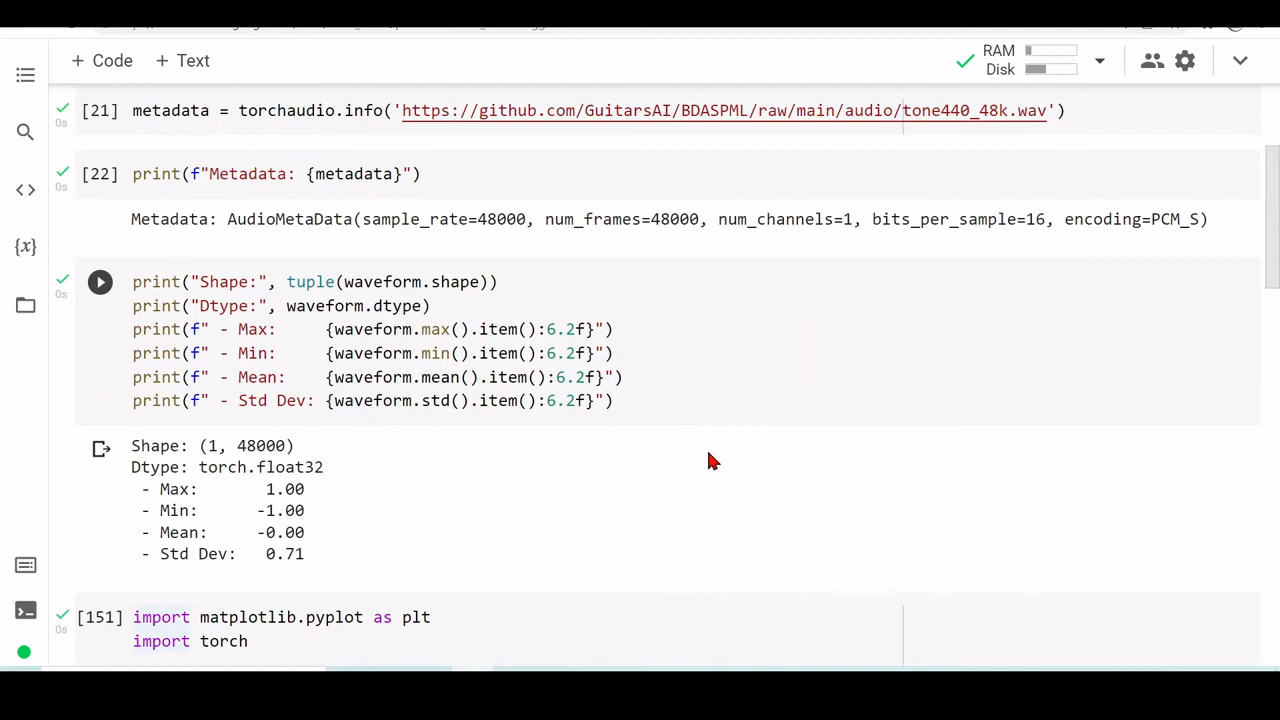 + Code + Text
RAM
Disk
[21] metadata = torchaudio.info('https://github.com/GuitarsAI/BDASPML/raw/main/audio/tone440_48k.wav')
0s
[22] print(f"Metadata: {metadata}")
0s
Metadata: AudioMetaData(sample_rate=48000, num_frames=48000, num_channels=1, bits_per_sample=16, encoding=PCM_S)
print("Shape:", tuple(waveform.shape))
0s
print("Dtype:", waveform.dtype)
print(f" - Max:     {waveform.max().item():6.2f}")
print(f" - Min:     {waveform.min().item():6.2f}")
print(f" - Mean:    {waveform.mean().item():6.2f}")
print(f" - Std Dev: {waveform.std().item():6.2f}")
{x}
Shape: (1, 48000)
Dtype: torch.float32
- Max:       1.00
- Min:      -1.00
- Mean:     -0.00
- Std Dev:   0.71
[151] import matplotlib.pyplot as plt
0s
import torch